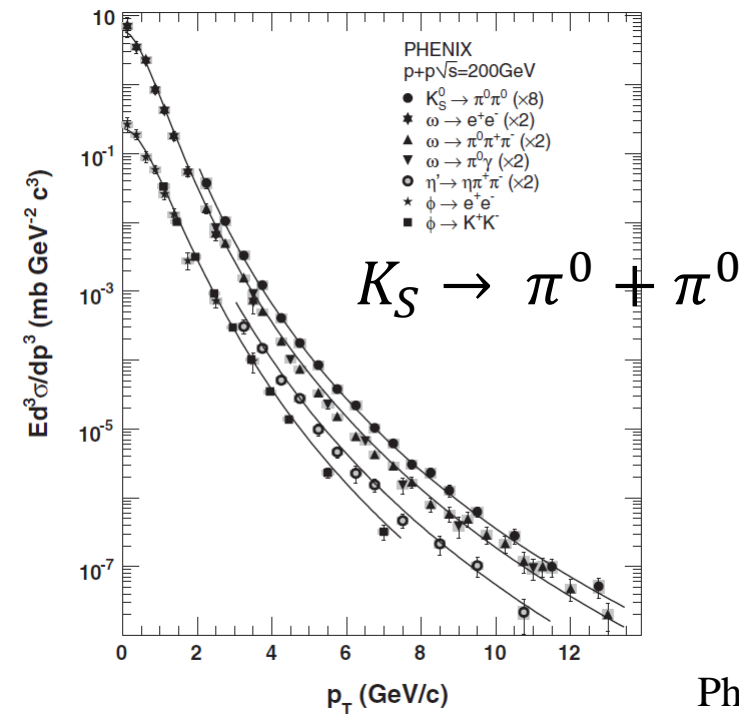 10
10⁻¹
10⁻³
10⁻⁵
10⁻⁷
Ed³σ/dp³ (mb GeV⁻² c³)
PHENIX
p+p√s=200GeV
K⁰S → π⁰π⁰ (×8)
ω → e⁺e⁻ (×2)
ω → π⁰π⁺π⁻ (×2)
ω → π⁰γ (×2)
η' → ηπ⁺π⁻ (×2)
ϕ → e⁺e⁻
ϕ → K⁺K⁻
K_S → π⁰ + π⁰
0 2 4 6 8 10 12
p_T (GeV/c)
Ph